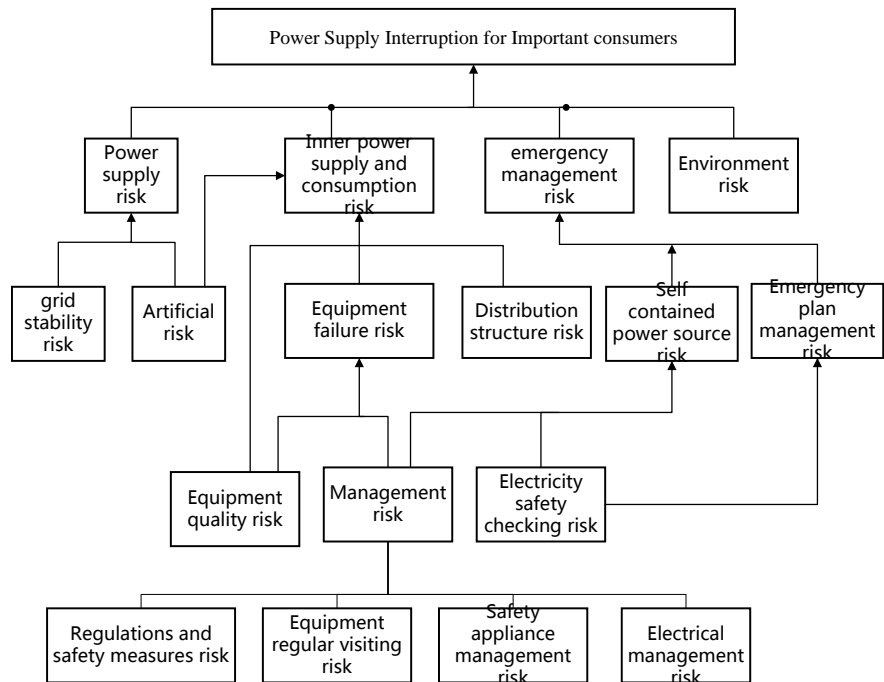 Power Supply Interruption for Important consumers
Power
supply
risk
Inner power
supply and
consumption
risk
emergency
management risk
Environment
risk
grid
stability
risk
Artificial
risk
Equipment
failure risk
Distribution
structure risk
Self
contained
power source
risk
Emergency
plan
management
risk
Equipment
quality risk
Management
risk
Electricity
safety
checking risk
Regulations and
safety measures risk
Equipment
regular visiting
risk
Safety
appliance
management
risk
Electrical
management risk